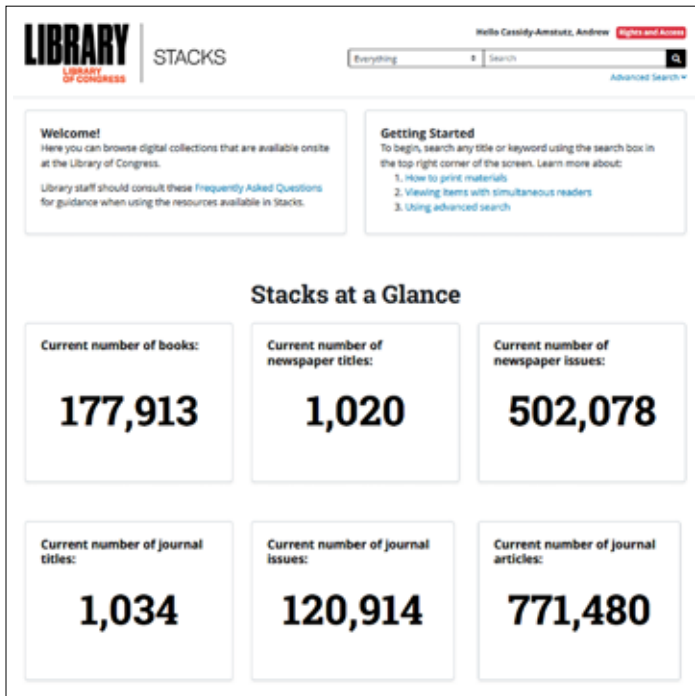 LIBRARY
LIBRARY
OF CONGRESS
STACKS
Hello Cassidy-Amstutz, Andrew Rights and Access
Everything Search
Advanced Search
Welcome!
Here you can browse digital collections that are available onsite
at the Library of Congress.
Library staff should consult these Frequently Asked Questions
for guidance when using the resources available in Stacks.
Getting Started
To begin, search any title or keyword using the search box in
the top right corner of the screen. Learn more about:
1. How to print materials
2. Viewing items with simultaneous readers
3. Using advanced search
Stacks at a Glance
Current number of books:
177,913
Current number of
newspaper titles:
1,020
Current number of
newspaper issues:
502,078
Current number of journal
titles:
1,034
Current number of journal
issues:
120,914
Current number of journal
articles:
771,480